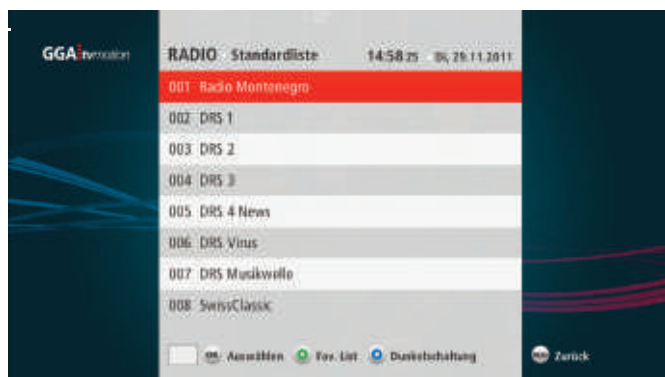 GGA tvmotion
RADIO Standardliste 14:58:25 Di, 29.11.2011
001 Radio Montenegro
002 DRS 1
003 DRS 2
004 DRS 3
005 DRS 4 News
006 DRS Virus
007 DRS Musikwelle
008 SwissClassic
Auswählen Fav. List Dunkelschaltung Zurück